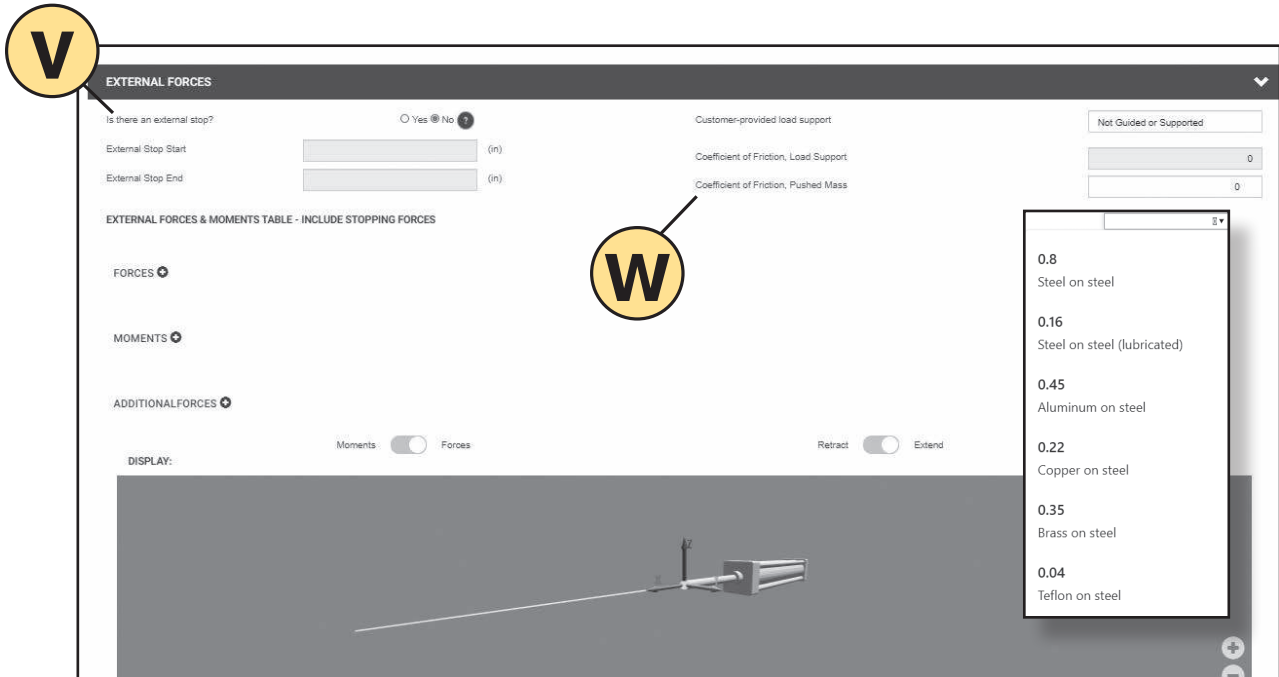 V
EXTERNAL FORCES
Is there an external stop? Yes No ?
Customer-provided load support Not Guided or Supported
External Stop Start (in)
Coefficient of Friction, Load Support 0
External Stop End (in)
Coefficient of Friction, Pushed Mass 0
EXTERNAL FORCES & MOMENTS TABLE - INCLUDE STOPPING FORCES
W
FORCES
MOMENTS
ADDITIONALFORCES
0.8
Steel on steel
0.16
Steel on steel (lubricated)
0.45
Aluminum on steel
0.22
Copper on steel
0.35
Brass on steel
0.04
Teflon on steel
Moments Forces
Retract Extend
DISPLAY:
Z